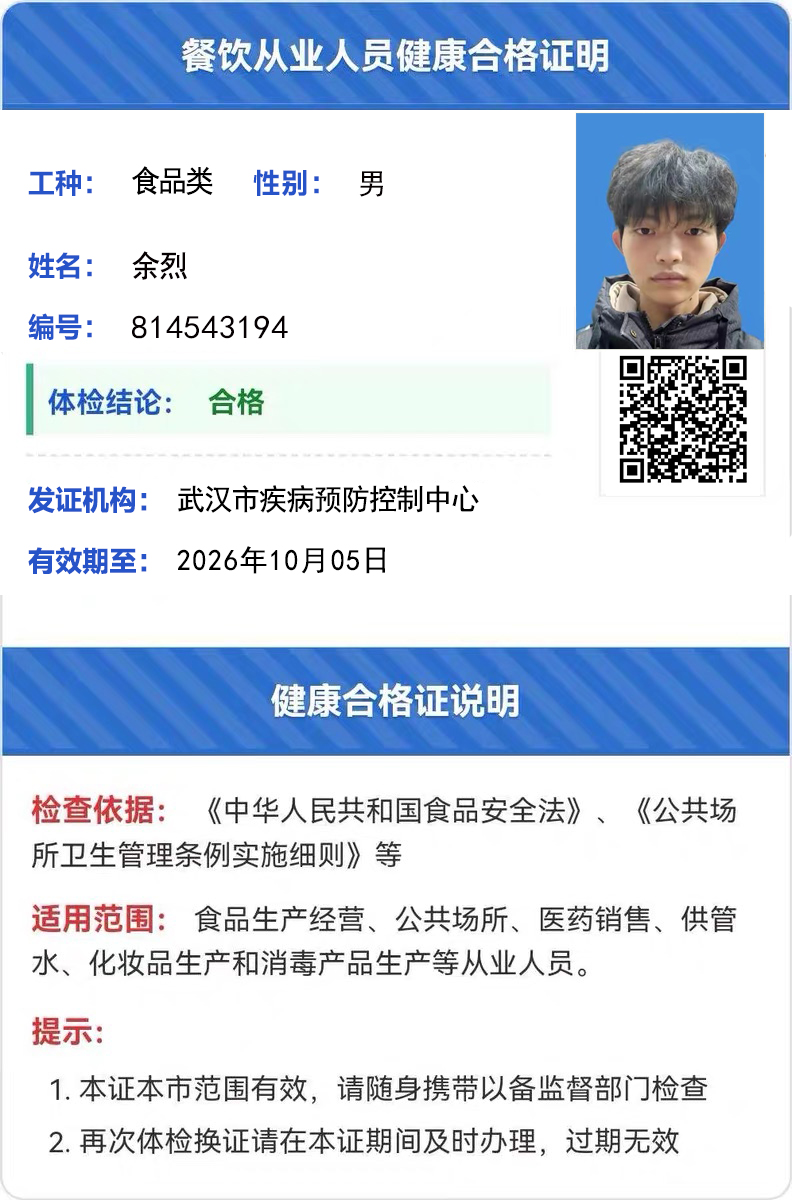 餐饮从业人员健康合格证明
工种： 食品类 性别： 男
姓名： 余烈
编号： 814543194
体检结论： 合格
发证机构： 武汉市疾病预防控制中心
有效期至： 2026年10月05日
健康合格证说明
检查依据： 《中华人民共和国食品安全法》、《公共场
所卫生管理条例实施细则》等
适用范围： 食品生产经营、公共场所、医药销售、供管
水、化妆品生产和消毒产品生产等从业人员。
提示：
1. 本证本市范围有效，请随身携带以备监督部门检查
2. 再次体检换证请在本证期间及时办理，过期无效